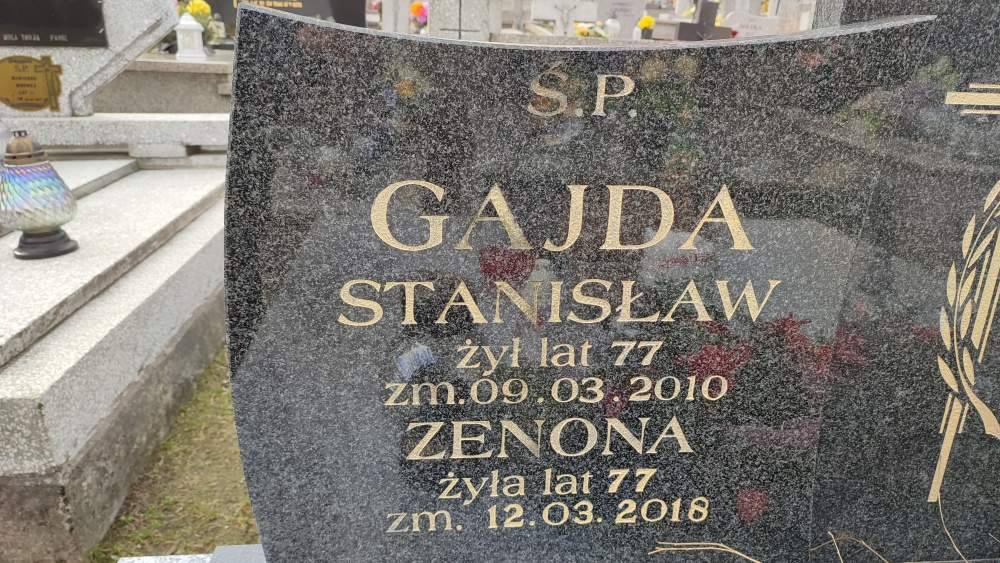 Ś.P.
GAJDA
STANISŁAW
żył lat 77
zm. 09.03.2010
ZENONA
żyła lat 77
zm. 12.03.2018